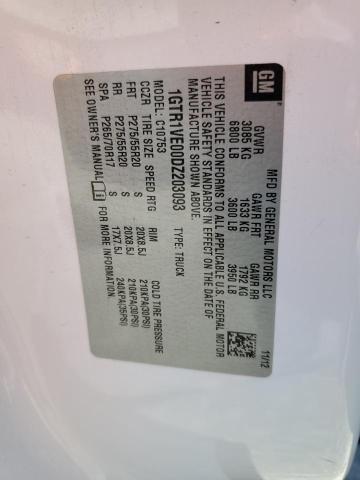 GM
MFD BY GENERAL MOTORS LLC 11/12
GVWR GAWR FRT GAWR RR
3085 KG 1633 KG 1792 KG
6800 LB 3600 LB 3950 LB
THIS VEHICLE CONFORMS TO ALL APPLICABLE U.S. FEDERAL MOTOR
VEHICLE SAFETY STANDARDS IN EFFECT ON THE DATE OF
MANUFACTURE SHOWN ABOVE.
1GTR1VE00DZ203093 TYPE: TRUCK
MODEL: C10753
CCZR TIRE SIZE SPEED RTG RIM COLD TIRE PRESSURE
FRT P275/55R20 S 20X8.5J 210KPA(30PSI)
RR P275/55R20 S 20X8.5J 210KPA(30PSI)
SPA P265/70R17 S 17X7.5J 240KPA(35PSI)
SEE OWNER'S MANUAL FOR MORE INFORMATION.